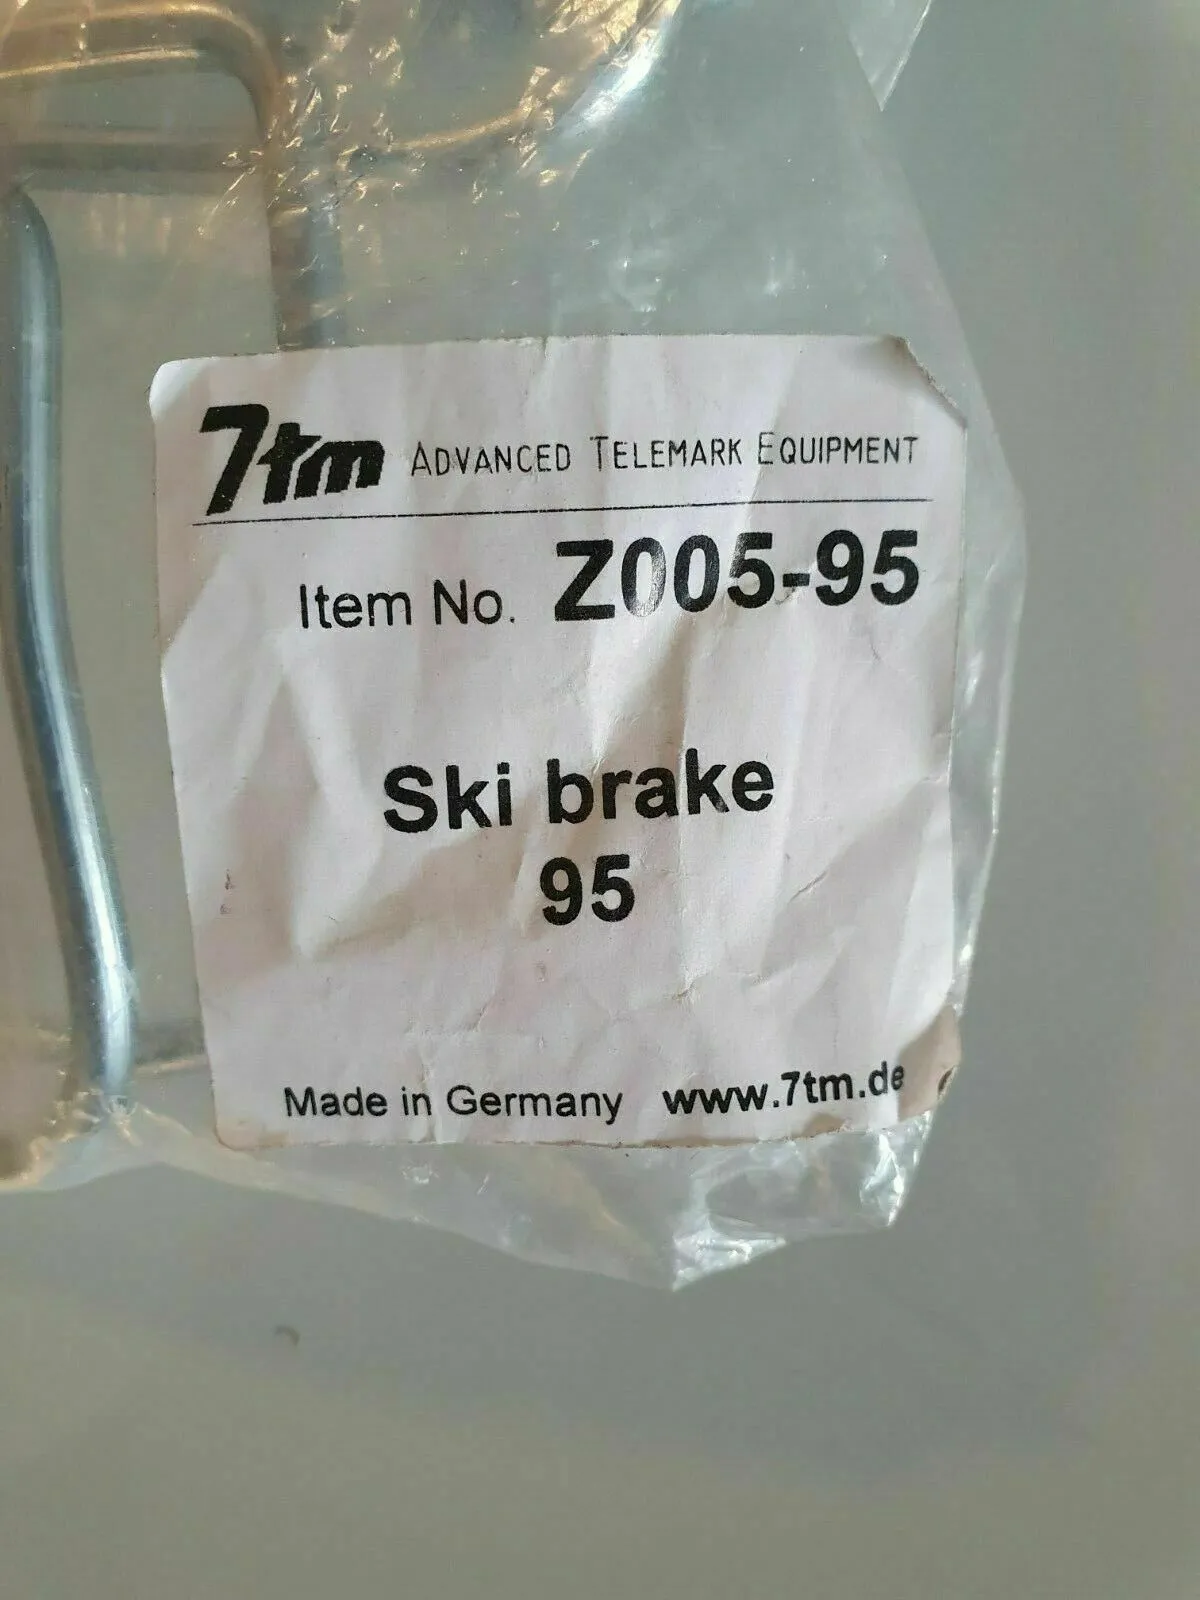 7tm Advanced Telemark Equipment
Item No. Z005-95
Ski brake
95
Made in Germany www.7tm.de